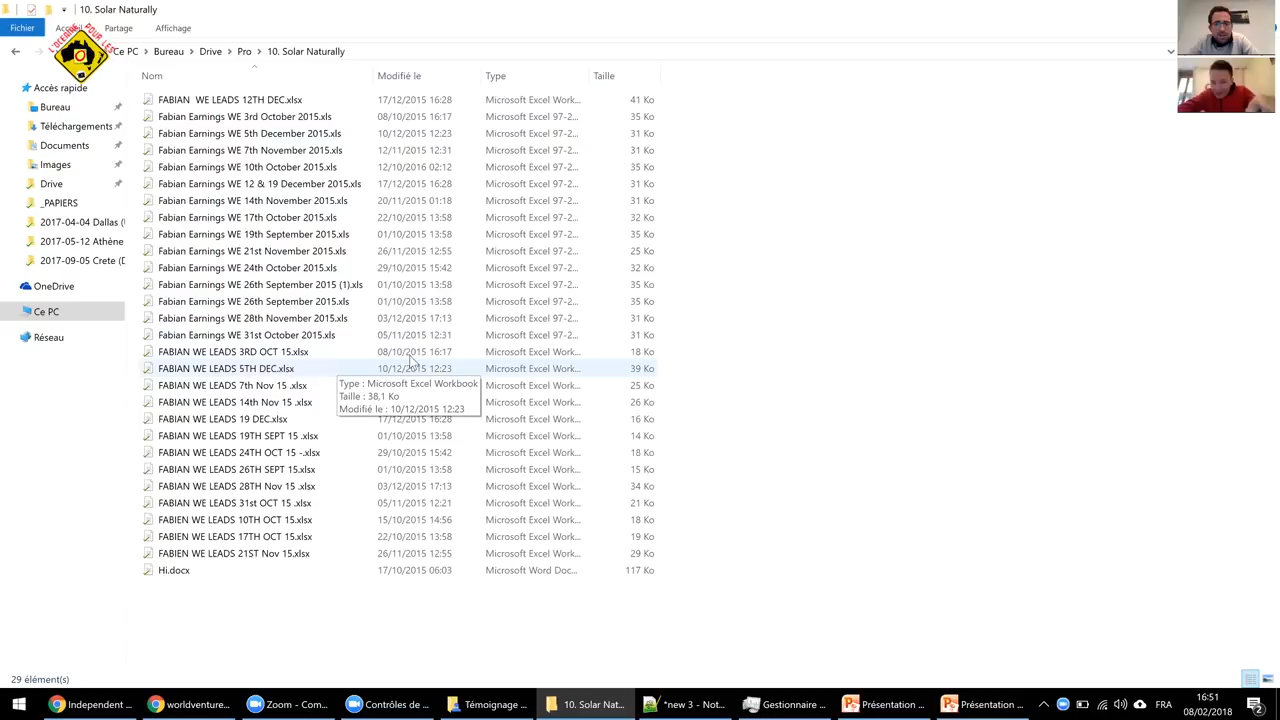 10. Solar Naturally
Fichier Partage Affichage
L'OCEANIE POUR LES
Ce PC Bureau Drive Pro 10. Solar Naturally
Nom Modifié le Type Taille
Accès rapide
Bureau
Téléchargements
Documents
Images
Drive
_PAPIERS
2017-04-04 Dallas (
2017-05-12 Athène
2017-09-05 Crete (D
OneDrive
Ce PC
Réseau
FABIAN WE LEADS 12TH DEC.xlsx 17/12/2015 16:28 Microsoft Excel Work... 41 Ko
Fabian Earnings WE 3rd October 2015.xls 08/10/2015 16:17 Microsoft Excel 97-2... 35 Ko
Fabian Earnings WE 5th December 2015.xls 10/12/2015 12:23 Microsoft Excel 97-2... 31 Ko
Fabian Earnings WE 7th November 2015.xls 12/11/2015 12:31 Microsoft Excel 97-2... 31 Ko
Fabian Earnings WE 10th October 2015.xls 12/10/2016 02:12 Microsoft Excel 97-2... 35 Ko
Fabian Earnings WE 12 & 19 December 2015.xls 17/12/2015 16:28 Microsoft Excel 97-2... 31 Ko
Fabian Earnings WE 14th November 2015.xls 20/11/2015 01:18 Microsoft Excel 97-2... 31 Ko
Fabian Earnings WE 17th October 2015.xls 22/10/2015 13:58 Microsoft Excel 97-2... 32 Ko
Fabian Earnings WE 19th September 2015.xls 01/10/2015 13:58 Microsoft Excel 97-2... 35 Ko
Fabian Earnings WE 21st November 2015.xls 26/11/2015 12:55 Microsoft Excel 97-2... 25 Ko
Fabian Earnings WE 24th October 2015.xls 29/10/2015 15:42 Microsoft Excel 97-2... 32 Ko
Fabian Earnings WE 26th September 2015 (1).xls 01/10/2015 13:58 Microsoft Excel 97-2... 35 Ko
Fabian Earnings WE 26th September 2015.xls 01/10/2015 13:58 Microsoft Excel 97-2... 35 Ko
Fabian Earnings WE 28th November 2015.xls 03/12/2015 17:13 Microsoft Excel 97-2... 31 Ko
Fabian Earnings WE 31st October 2015.xls 05/11/2015 12:31 Microsoft Excel 97-2... 31 Ko
FABIAN WE LEADS 3RD OCT 15.xlsx 08/10/2015 16:17 Microsoft Excel Work... 18 Ko
FABIAN WE LEADS 5TH DEC.xlsx 10/12/2015 12:23 Microsoft Excel Work... 39 Ko
FABIAN WE LEADS 7th Nov 15 .xlsx Microsoft Excel Work... 25 Ko
FABIAN WE LEADS 14th Nov 15 .xlsx Microsoft Excel Work... 26 Ko
Type : Microsoft Excel Workbook
Taille : 38,1 Ko
Modifié le : 10/12/2015 12:23
FABIAN WE LEADS 19 DEC.xlsx 17/12/2015 16:28 Microsoft Excel Work... 16 Ko
FABIAN WE LEADS 19TH SEPT 15 .xlsx 01/10/2015 13:58 Microsoft Excel Work... 14 Ko
FABIAN WE LEADS 24TH OCT 15 -.xlsx 29/10/2015 15:42 Microsoft Excel Work... 18 Ko
FABIAN WE LEADS 26TH SEPT 15.xlsx 01/10/2015 13:58 Microsoft Excel Work... 15 Ko
FABIAN WE LEADS 28TH Nov 15 .xlsx 03/12/2015 17:13 Microsoft Excel Work... 34 Ko
FABIAN WE LEADS 31st OCT 15 .xlsx 05/11/2015 12:21 Microsoft Excel Work... 21 Ko
FABIEN WE LEADS 10TH OCT 15.xlsx 15/10/2015 14:56 Microsoft Excel Work... 18 Ko
FABIEN WE LEADS 17TH OCT 15.xlsx 22/10/2015 13:58 Microsoft Excel Work... 19 Ko
FABIEN WE LEADS 21ST Nov 15.xlsx 26/11/2015 12:55 Microsoft Excel Work... 29 Ko
Hi.docx 17/10/2015 06:03 Microsoft Word Doc... 117 Ko
29 élément(s)
Independent ... worldventure... Zoom - Com... Contrôles de ... Témoignage ... 10. Solar Nat... *new 3 - Not... Gestionnaire ... Présentation ... Présentation ... FRA 16:51
08/02/2018 2